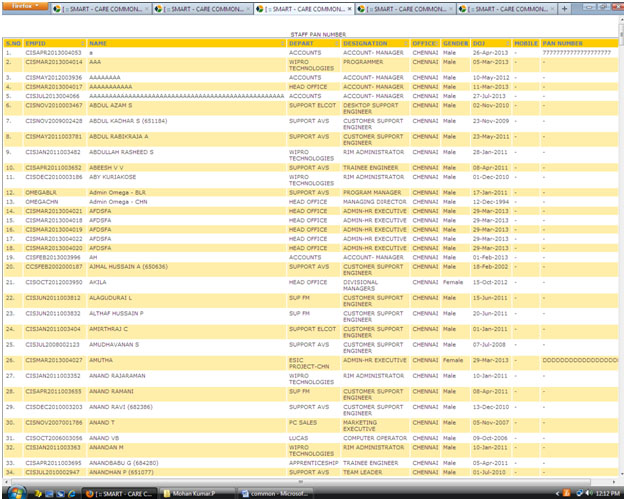 Firefox
[ :: SMART - CARE COMMON... × [ :: SMART - CARE COMMON... × [ :: SMART - CARE COMMON... × [ :: SMART - CARE COMMON... × [ :: SMART - CARE COMMON... × +
STAFF PAN NUMBER
S.NO EMPID NAME DEPART DESIGNATION OFFICE GENDER DOJ MOBILE PAN NUMBER
1. CISAPR2013004053 a ACCOUNTS ACCOUNT- MANAGER CHENNAI Male 26-Apr-2013 -
2. CISMAR2013004014 AAA WIPRO TECHNOLOGIES PROGRAMMER CHENNAI Male 05-Mar-2013 - -
3. CISMAY2012003936 AAAAAAAA ACCOUNTS ACCOUNT- MANAGER CHENNAI Male 10-May-2012 - -
4. CISMAR2013004017 AAAAAAAAAAA HEAD OFFICE ACCOUNT- MANAGER CHENNAI Male 11-Mar-2013 - -
5. CISJUL2013004066 ACCOUNTS ACCOUNT- MANAGER CHENNAI Male 27-Jul-2013 - -
6. CISNOV2010003467 ABDUL AZAM S SUPPORT ELCOT DESKTOP SUPPORT ENGINEER CHENNAI Male 02-Nov-2010 - -
7. CISNOV2009002428 ABDUL KADHAR S (651184) SUPPORT AVS CUSTOMER SUPPORT ENGINEER CHENNAI Male 23-Nov-2009 - -
8. CISMAY2011003781 ABDUL RABIKRAJA A SUPPORT AVS CUSTOMER SUPPORT ENGINEER CHENNAI Male 23-May-2011 - -
9. CISJAN2011003482 ABDULLAH RASHEED S WIPRO TECHNOLOGIES RIM ADMINISTRATOR CHENNAI Male 28-Jan-2011 - -
10. CISAPR2011003652 ABEESH V V SUPPORT AVS TRAINEE ENGINEER CHENNAI Male 08-Apr-2011 - -
11. CISDEC2010003186 ABY KURIAKOSE WIPRO TECHNOLOGIES RIM ADMINISTRATOR CHENNAI Male 01-Dec-2010 - -
12. OMEGABLR Admin Omega - BLR SUPPORT AVS PROGRAM MANAGER CHENNAI Male 17-Jan-2011 - -
13. OMEGACHN Admin Omega - CHN HEAD OFFICE MANAGING DIRECTOR CHENNAI Male 12-Dec-1994 - -
14. CISMAR2013004021 AFDSFA HEAD OFFICE ADMIN-HR EXECUTIVE CHENNAI Male 29-Mar-2013 - -
15. CISMAR2013004018 AFDSFA HEAD OFFICE ADMIN-HR EXECUTIVE CHENNAI Male 29-Mar-2013 - -
16. CISMAR2013004019 AFDSFA HEAD OFFICE ADMIN-HR EXECUTIVE CHENNAI Male 29-Mar-2013 - -
17. CISMAR2013004022 AFDSFA HEAD OFFICE ADMIN-HR EXECUTIVE CHENNAI Male 29-Mar-2013 - -
18. CISMAR2013004020 AFDSFA HEAD OFFICE ADMIN-HR EXECUTIVE CHENNAI Male 29-Mar-2013 - -
19. CISFEB2013003996 AH ACCOUNTS ACCOUNT- MANAGER CHENNAI Male 01-Feb-2013 - -
20. CCSFEB2002000187 AJMAL HUSSAIN A (650636) SUPPORT AVS CUSTOMER SUPPORT ENGINEER CHENNAI Male 18-Feb-2002 - -
21. CISOCT2012003950 AKILA HEAD OFFICE DIVISIONAL MANAGERS CHENNAI Female 15-Oct-2012 - -
22. CISJUN2011003812 ALAGUDURAI L SUP FM CUSTOMER SUPPORT ENGINEER CHENNAI Male 15-Jun-2011 - -
23. CISJUN2011003832 ALTHAF HUSSAIN P SUP FM CUSTOMER SUPPORT ENGINEER CHENNAI Male 20-Jun-2011 - -
24. CISJAN2011003404 AMIRTHRAJ C SUPPORT ELCOT CUSTOMER SUPPORT ENGINEER CHENNAI Male 01-Jan-2011 - -
25. CISJUL2008002123 AMUDHAVANAN S SUPPORT AVS CUSTOMER SUPPORT ENGINEER CHENNAI Male 07-Jul-2008 - -
26. CISMAR2013004027 AMUTHA ESIC PROJECT-CHN ADMIN-HR EXECUTIVE CHENNAI Female 29-Mar-2013 -
27. CISJAN2011003352 ANAND RAJARAMAN WIPRO TECHNOLOGIES RIM ADMINISTRATOR CHENNAI Male 10-Jan-2011 - -
28. CISAPR2011003655 ANAND RAMANI SUP FM CUSTOMER SUPPORT ENGINEER CHENNAI Male 08-Apr-2011 - -
29. CISDEC2010003203 ANAND RAVI (682386) SUPPORT AVS CUSTOMER SUPPORT ENGINEER CHENNAI Male 13-Dec-2010 - -
30. CISNOV2007001786 ANAND T PC SALES MARKETING EXECUTIVE CHENNAI Male 05-Nov-2007 - -
31. CISOCT2006003056 ANAND VB LUCAS COMPUTER OPERATOR CHENNAI Male 09-Oct-2006 - -
32. CISJAN2011003363 ANANDAN M WIPRO TECHNOLOGIES RIM ADMINISTRATOR CHENNAI Male 10-Jan-2011 - -
33. CISAPR2011003695 ANANDBABU G (684280) APPRENTICESHIP TRAINEE ENGINEER CHENNAI Male 05-Apr-2011 - -
34. CISJUL2010002947 ANANDHAN P (651077) SUPPORT AVS TEAM LEADER CHENNAI Male 01-Jul-2010 - -
[ :: SMART - CARE C... Mohan Kumar.P common - Microsof... 12:12 PM